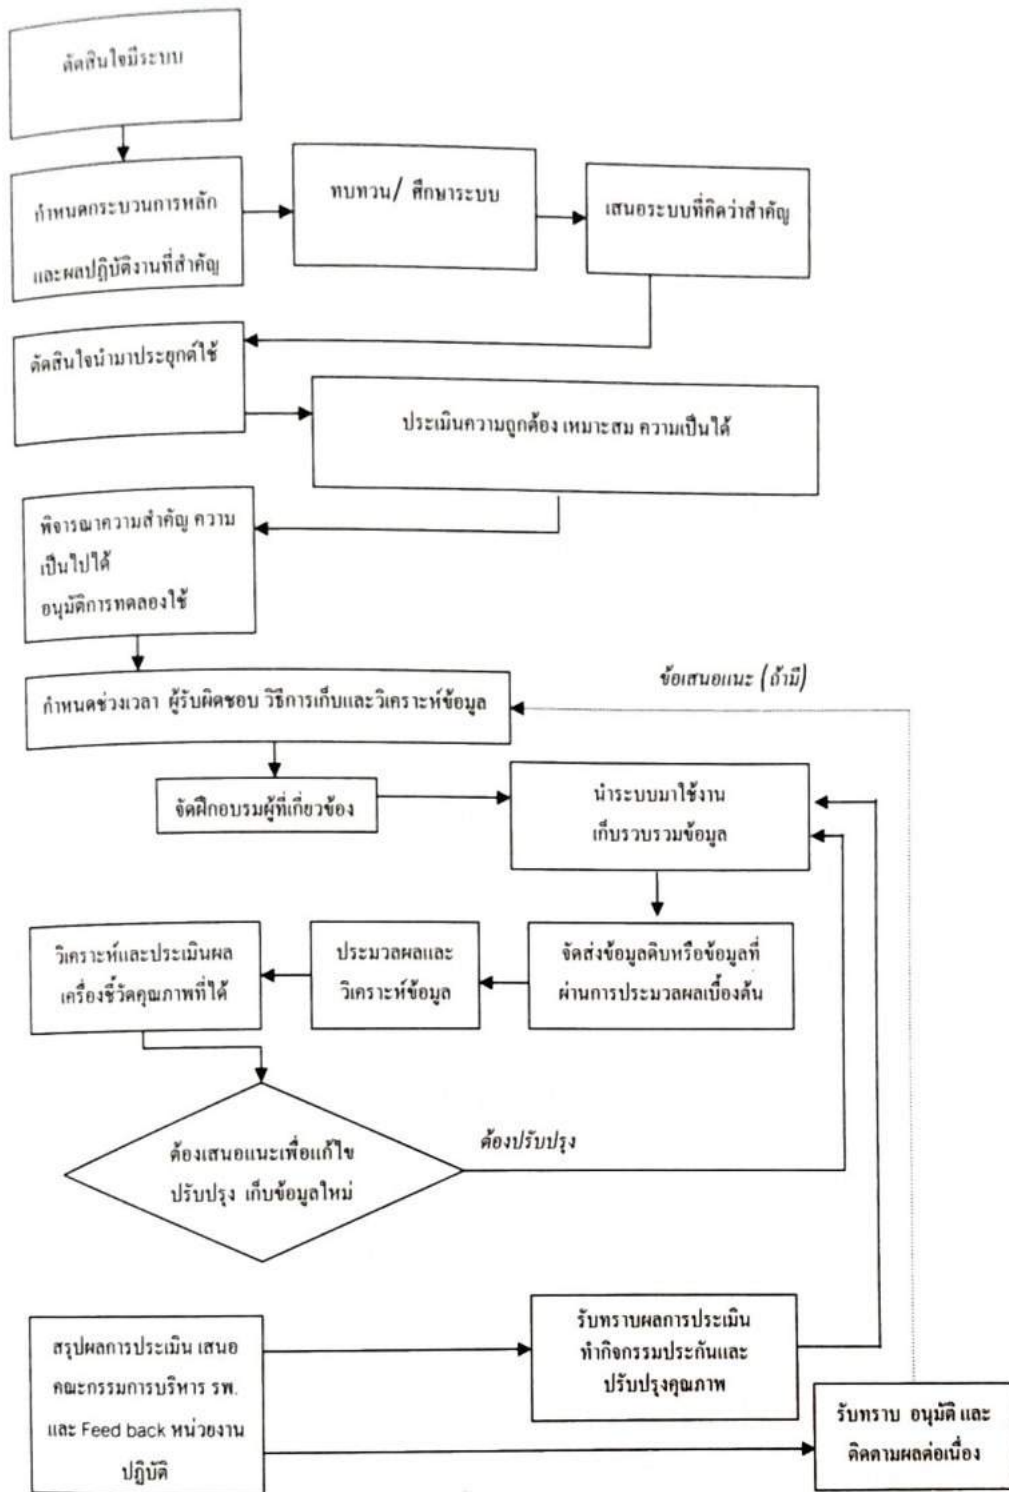 ตัดสินใจมีระบบ
กำหนดกระบวนการหลัก
และผลปฏิบัติงานที่สำคัญ
ทบทวน/ ศึกษาระบบ
เสนอระบบที่คิดว่าสำคัญ
ตัดสินใจนำมาประยุกต์ใช้
ประเมินความถูกต้อง เหมาะสม ความเป็นได้
พิจารณาความสำคัญ ความ
เป็นไปได้
อนุมัติการทดลองใช้
ข้อเสนอแนะ (ถ้ามี)
กำหนดช่วงเวลา ผู้รับผิดชอบ วิธีการเก็บและวิเคราะห์ข้อมูล
จัดฝึกอบรมผู้ที่เกี่ยวข้อง
นำระบบมาใช้งาน
เก็บรวบรวมข้อมูล
วิเคราะห์และประเมินผล
เครื่องชี้วัดคุณภาพที่ได้
ประมวลผลและ
วิเคราะห์ข้อมูล
จัดส่งข้อมูลดิบหรือข้อมูลที่
ผ่านการประมวลผลเบื้องต้น
ต้องเสนอแนะเพื่อแก้ไข
ปรับปรุง เก็บข้อมูลใหม่
ต้องปรับปรุง
สรุปผลการประเมิน เสนอ
คณะกรรมการบริหาร รพ.
และ Feed back หน่วยงาน
ปฏิบัติ
รับทราบผลการประเมิน
ทำกิจกรรมประกันและ
ปรับปรุงคุณภาพ
รับทราบ อนุมัติ และ
ติดตามผลต่อเนื่อง